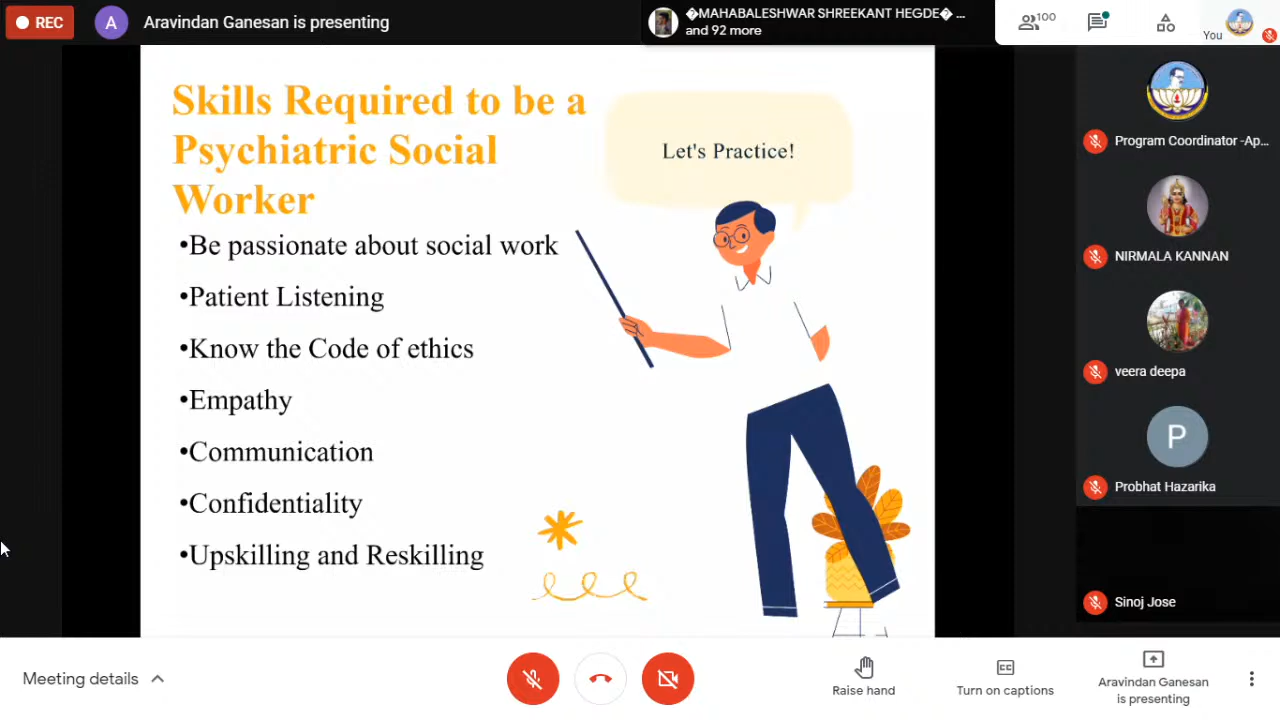 REC
A
Aravindan Ganesan is presenting
�MAHABALESHWAR SHREEKANT HEGDE� ...
and 92 more
100
You
Skills Required to be a
Psychiatric Social
Worker
Let's Practice!
•Be passionate about social work
•Patient Listening
•Know the Code of ethics
•Empathy
•Communication
•Confidentiality
•Upskilling and Reskilling
Program Coordinator -Ap...
NIRMALA KANNAN
veera deepa
P
Probhat Hazarika
Sinoj Jose
Meeting details
Raise hand
CC
Turn on captions
Aravindan Ganesan
is presenting